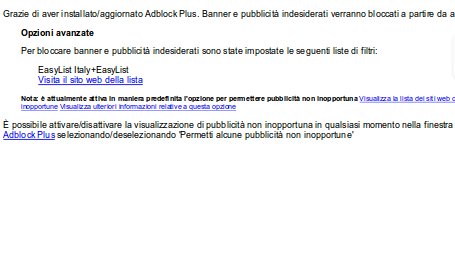 Grazie di aver installato/aggiornato Adblock Plus. Banner e pubblicità indesiderati verranno bloccati a partire da a
Opzioni avanzate
Per bloccare banner e pubblicità indesiderati sono state impostate le seguenti liste di filtri:
EasyList Italy+EasyList
Visita il sito web della lista
Nota: è attualmente attiva in maniera predefinita l'opzione per permettere pubblicità non inopportuna Visualizza la lista dei siti web c
inopportune Visualizza ulteriori informazioni relative a questa opzione
È possibile attivare/disattivare la visualizzazione di pubblicità non inopportuna in qualsiasi momento nella finestra
Adblock Plus selezionando/deselezionando 'Permetti alcune pubblicità non inopportune'